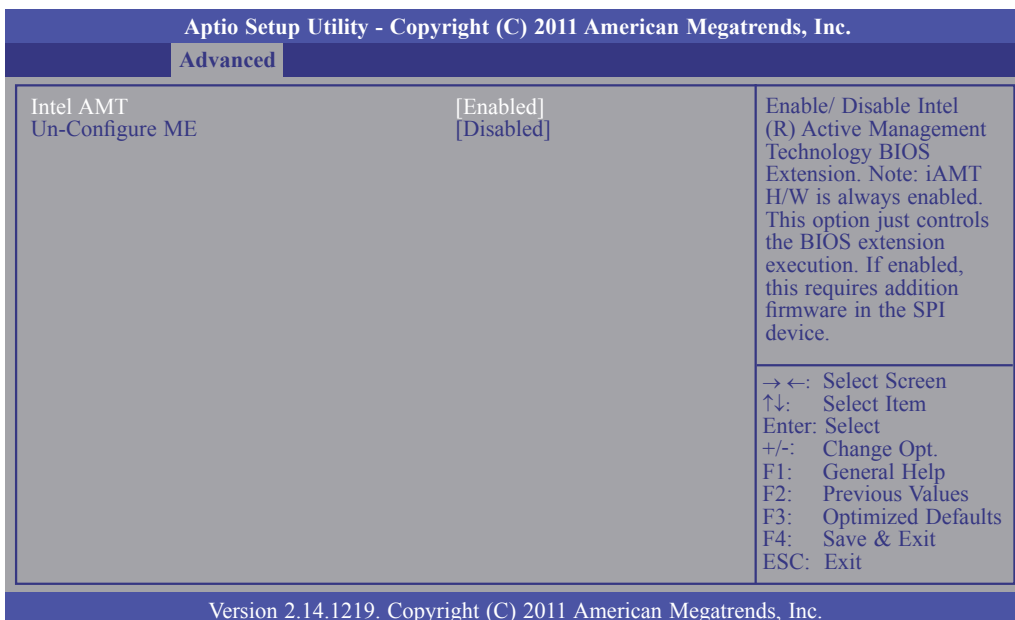 Aptio Setup Utility - Copyright (C) 2011 American Megatrends, Inc.
Advanced
Intel AMT [Enabled]
Un-Configure ME [Disabled]
Enable/ Disable Intel
(R) Active Management
Technology BIOS
Extension. Note: iAMT
H/W is always enabled.
This option just controls
the BIOS extension
execution. If enabled,
this requires addition
firmware in the SPI
device.
→ ←: Select Screen
↑↓: Select Item
Enter: Select
+/-: Change Opt.
F1: General Help
F2: Previous Values
F3: Optimized Defaults
F4: Save & Exit
ESC: Exit
Version 2.14.1219. Copyright (C) 2011 American Megatrends, Inc.